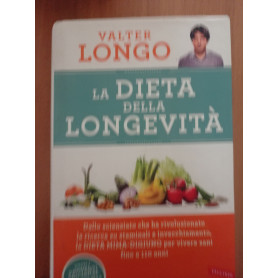 VALTER
LONGO
LA DIETA
DELLA
LONGEVITÀ
Dallo scienziato che ha rivoluzionato
la ricerca su staminali e invecchiamento,
la DIETA MIMA-DIGIUNO per vivere sani
fino a 110 anni